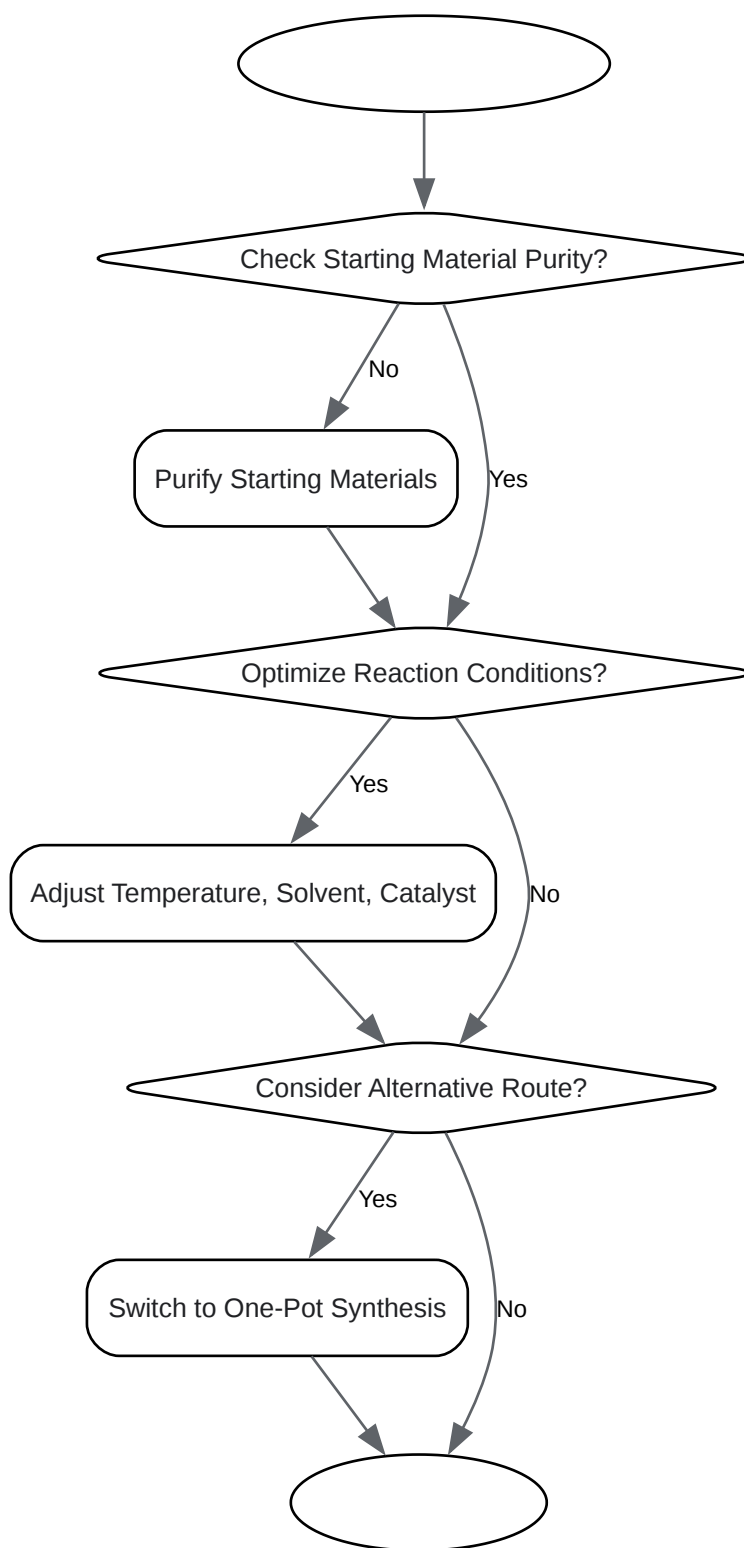 Check Starting Material Purity?
No
Purify Starting Materials
Yes
Optimize Reaction Conditions?
Yes
Adjust Temperature, Solvent, Catalyst
No
Consider Alternative Route?
Yes
Switch to One-Pot Synthesis
No